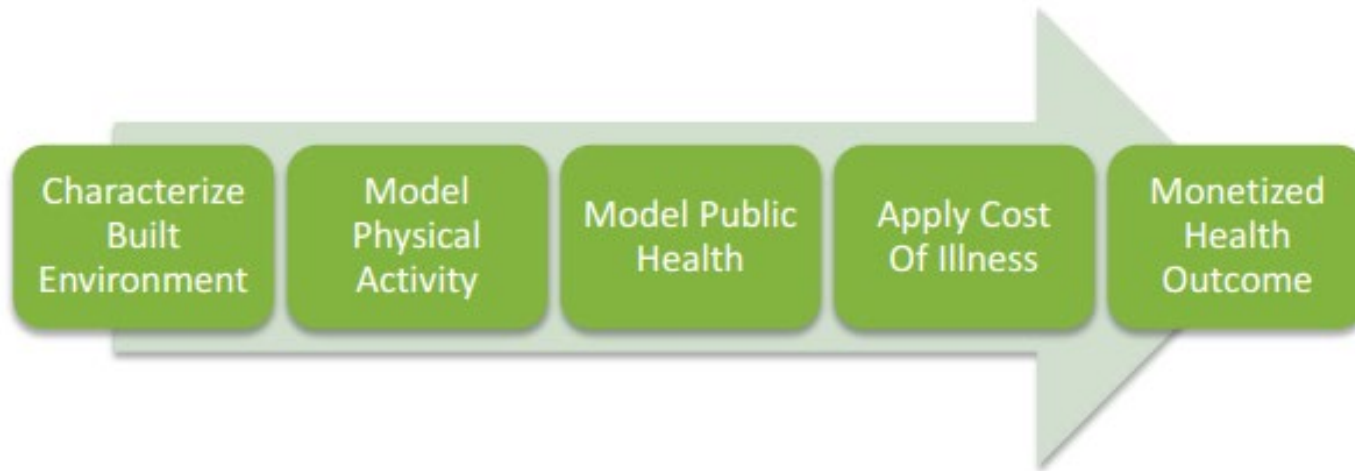 Characterize
Built
Environment
Model
Physical
Activity
Model Public
Health
Apply Cost
Of Illness
Monetized
Health
Outcome